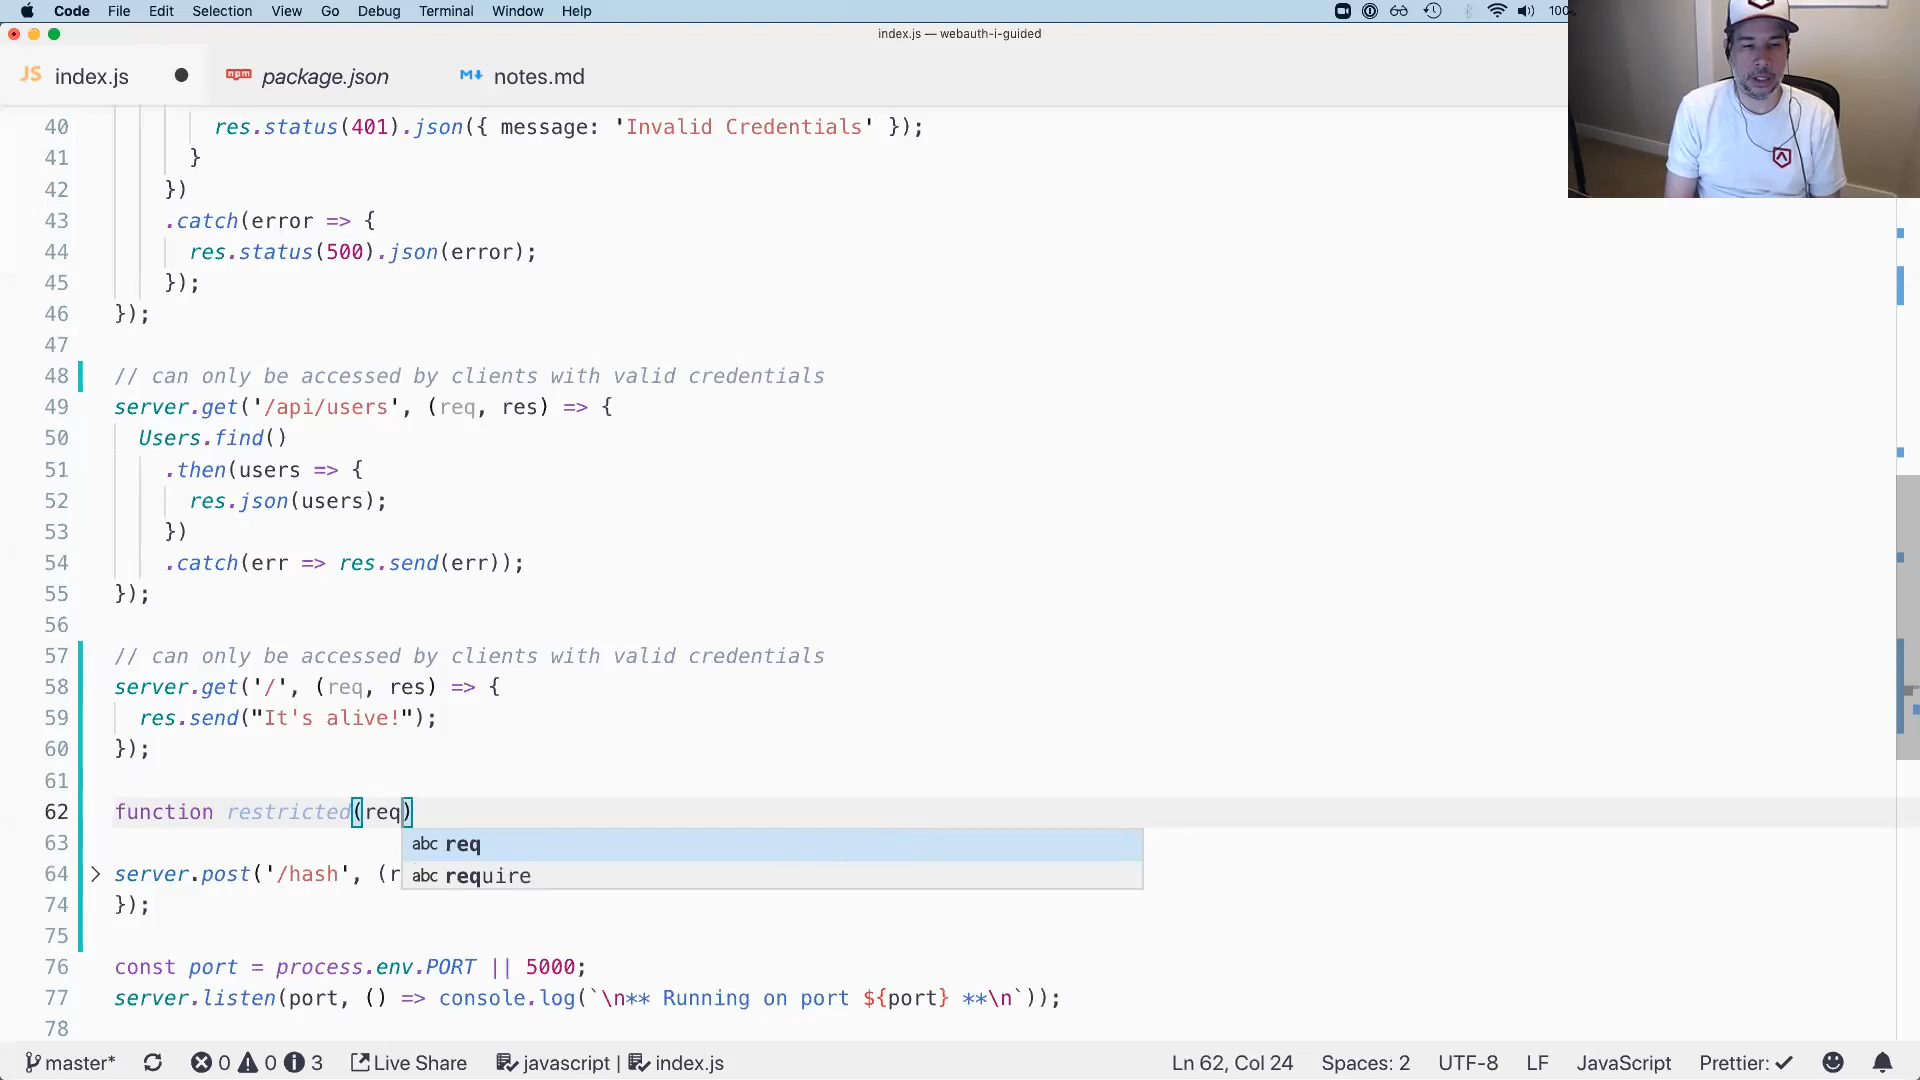 Code File Edit Selection View Go Debug Terminal Window Help
index.js — webauth-i-guided
JS index.js npm package.json M notes.md
40 res.status(401).json({ message: 'Invalid Credentials' });
41 }
42 })
43 .catch(error => {
44 res.status(500).json(error);
45 });
46 });
47
48 // can only be accessed by clients with valid credentials
49 server.get('/api/users', (req, res) => {
50 Users.find()
51 .then(users => {
52 res.json(users);
53 })
54 .catch(err => res.send(err));
55 });
56
57 // can only be accessed by clients with valid credentials
58 server.get('/', (req, res) => {
59 res.send("It's alive!");
60 });
61
62 function restricted(req)
abc req
63
64 server.post('/hash', (r
abc require
74 });
75
76 const port = process.env.PORT || 5000;
77 server.listen(port, () => console.log(`\n** Running on port ${port} **\n`));
78
master* 0 0 3 Live Share javascript | index.js Ln 62, Col 24 Spaces: 2 UTF-8 LF JavaScript Prettier: ✓